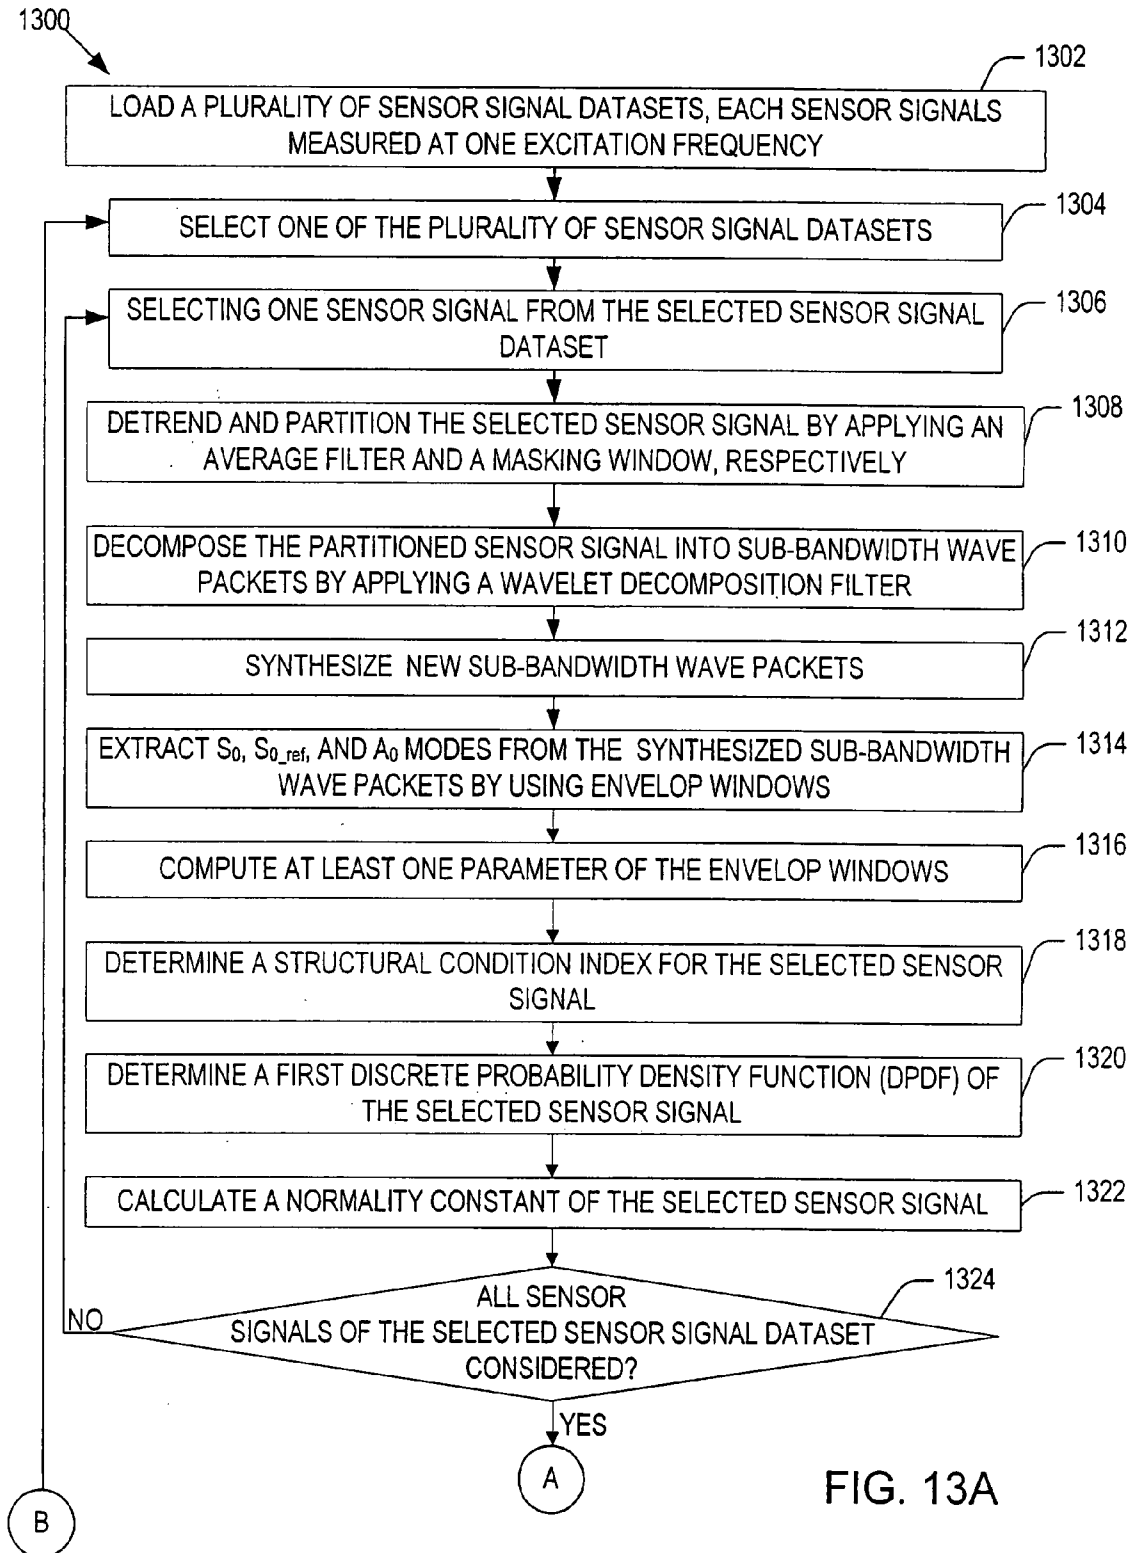 1300
1302
LOAD A PLURALITY OF SENSOR SIGNAL DATASETS, EACH SENSOR SIGNALS
MEASURED AT ONE EXCITATION FREQUENCY
1304
SELECT ONE OF THE PLURALITY OF SENSOR SIGNAL DATASETS
1306
SELECTING ONE SENSOR SIGNAL FROM THE SELECTED SENSOR SIGNAL
DATASET
1308
DETREND AND PARTITION THE SELECTED SENSOR SIGNAL BY APPLYING AN
AVERAGE FILTER AND A MASKING WINDOW, RESPECTIVELY
1310
DECOMPOSE THE PARTITIONED SENSOR SIGNAL INTO SUB-BANDWIDTH WAVE
PACKETS BY APPLYING A WAVELET DECOMPOSITION FILTER
1312
SYNTHESIZE NEW SUB-BANDWIDTH WAVE PACKETS
1314
EXTRACT S0, S0_ref, AND A0 MODES FROM THE SYNTHESIZED SUB-BANDWIDTH
WAVE PACKETS BY USING ENVELOP WINDOWS
1316
COMPUTE AT LEAST ONE PARAMETER OF THE ENVELOP WINDOWS
1318
DETERMINE A STRUCTURAL CONDITION INDEX FOR THE SELECTED SENSOR
SIGNAL
1320
DETERMINE A FIRST DISCRETE PROBABILITY DENSITY FUNCTION (DPDF) OF
THE SELECTED SENSOR SIGNAL
1322
CALCULATE A NORMALITY CONSTANT OF THE SELECTED SENSOR SIGNAL
1324
ALL SENSOR
SIGNALS OF THE SELECTED SENSOR SIGNAL DATASET
CONSIDERED?
NO
YES
A
B
FIG. 13A